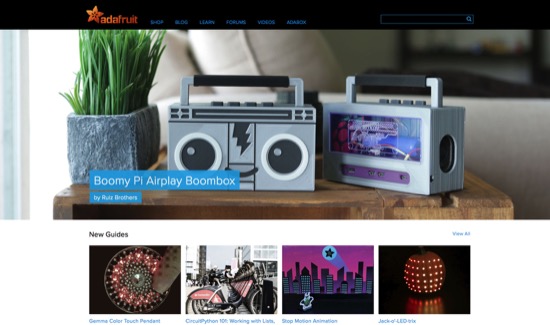 adafruit
SHOP BLOG LEARN FORUMS VIDEOS ADABOX
Boomy Pi Airplay Boombox
by Ruiz Brothers
New Guides
View All
Gemma Color Touch Pendant
CircuitPython 101: Working with Lists,
Stop Motion Animation
Jack-o'-LED.trix